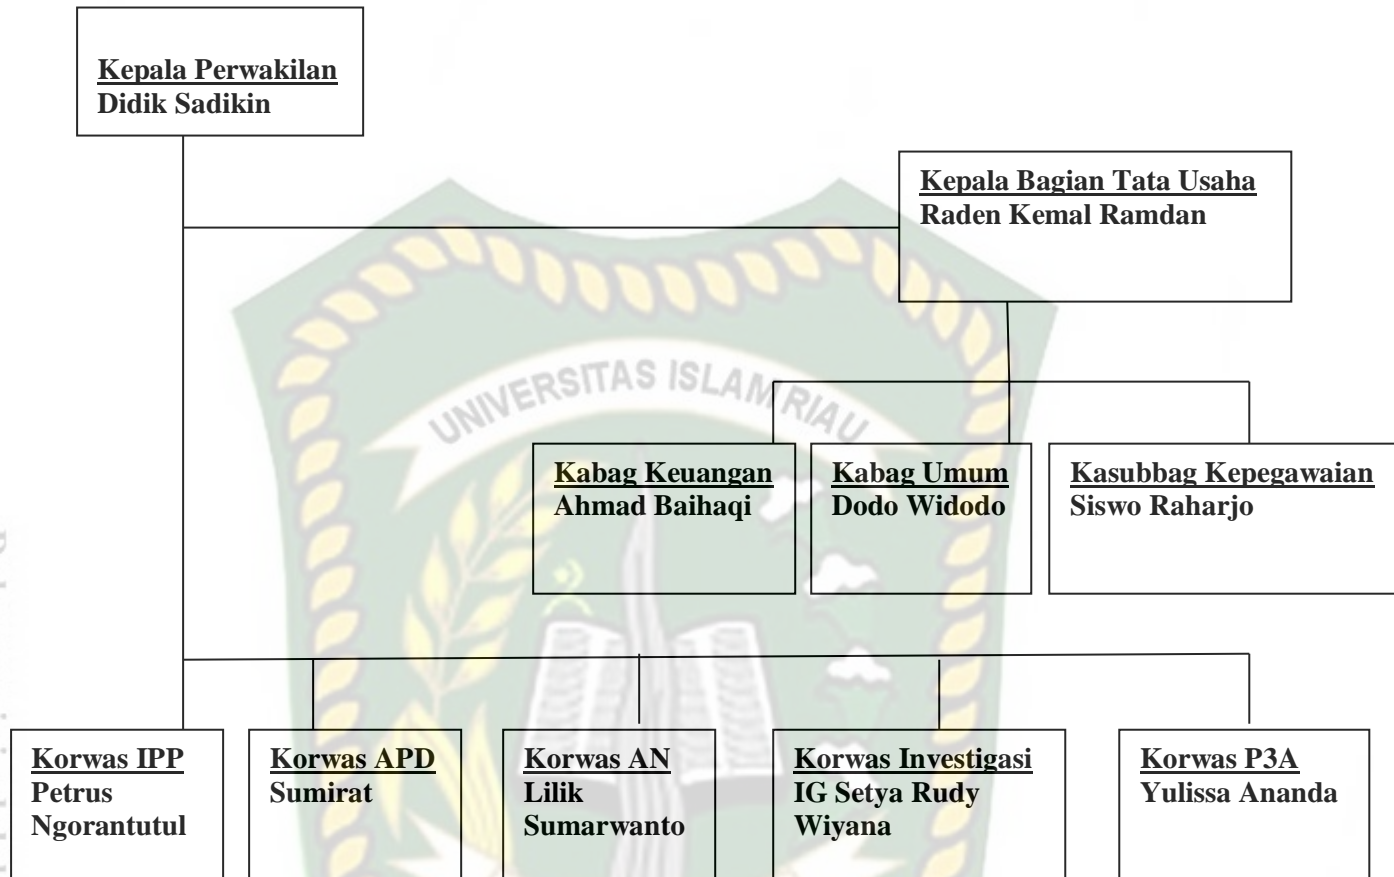 Kepala Perwakilan
Didik Sadikin
Kepala Bagian Tata Usaha
Raden Kemal Ramdan
UNIVERSITAS ISLAM RIAU
Kabag Keuangan
Ahmad Baihaqi
Kabag Umum
Dodo Widodo
Kasubbag Kepegawaian
Siswo Raharjo
Korwas IPP
Petrus
Ngorantutul
Korwas APD
Sumirat
Korwas AN
Lilik
Sumarwanto
Korwas Investigasi
IG Setya Rudy
Wiyana
Korwas P3A
Yulissa Ananda